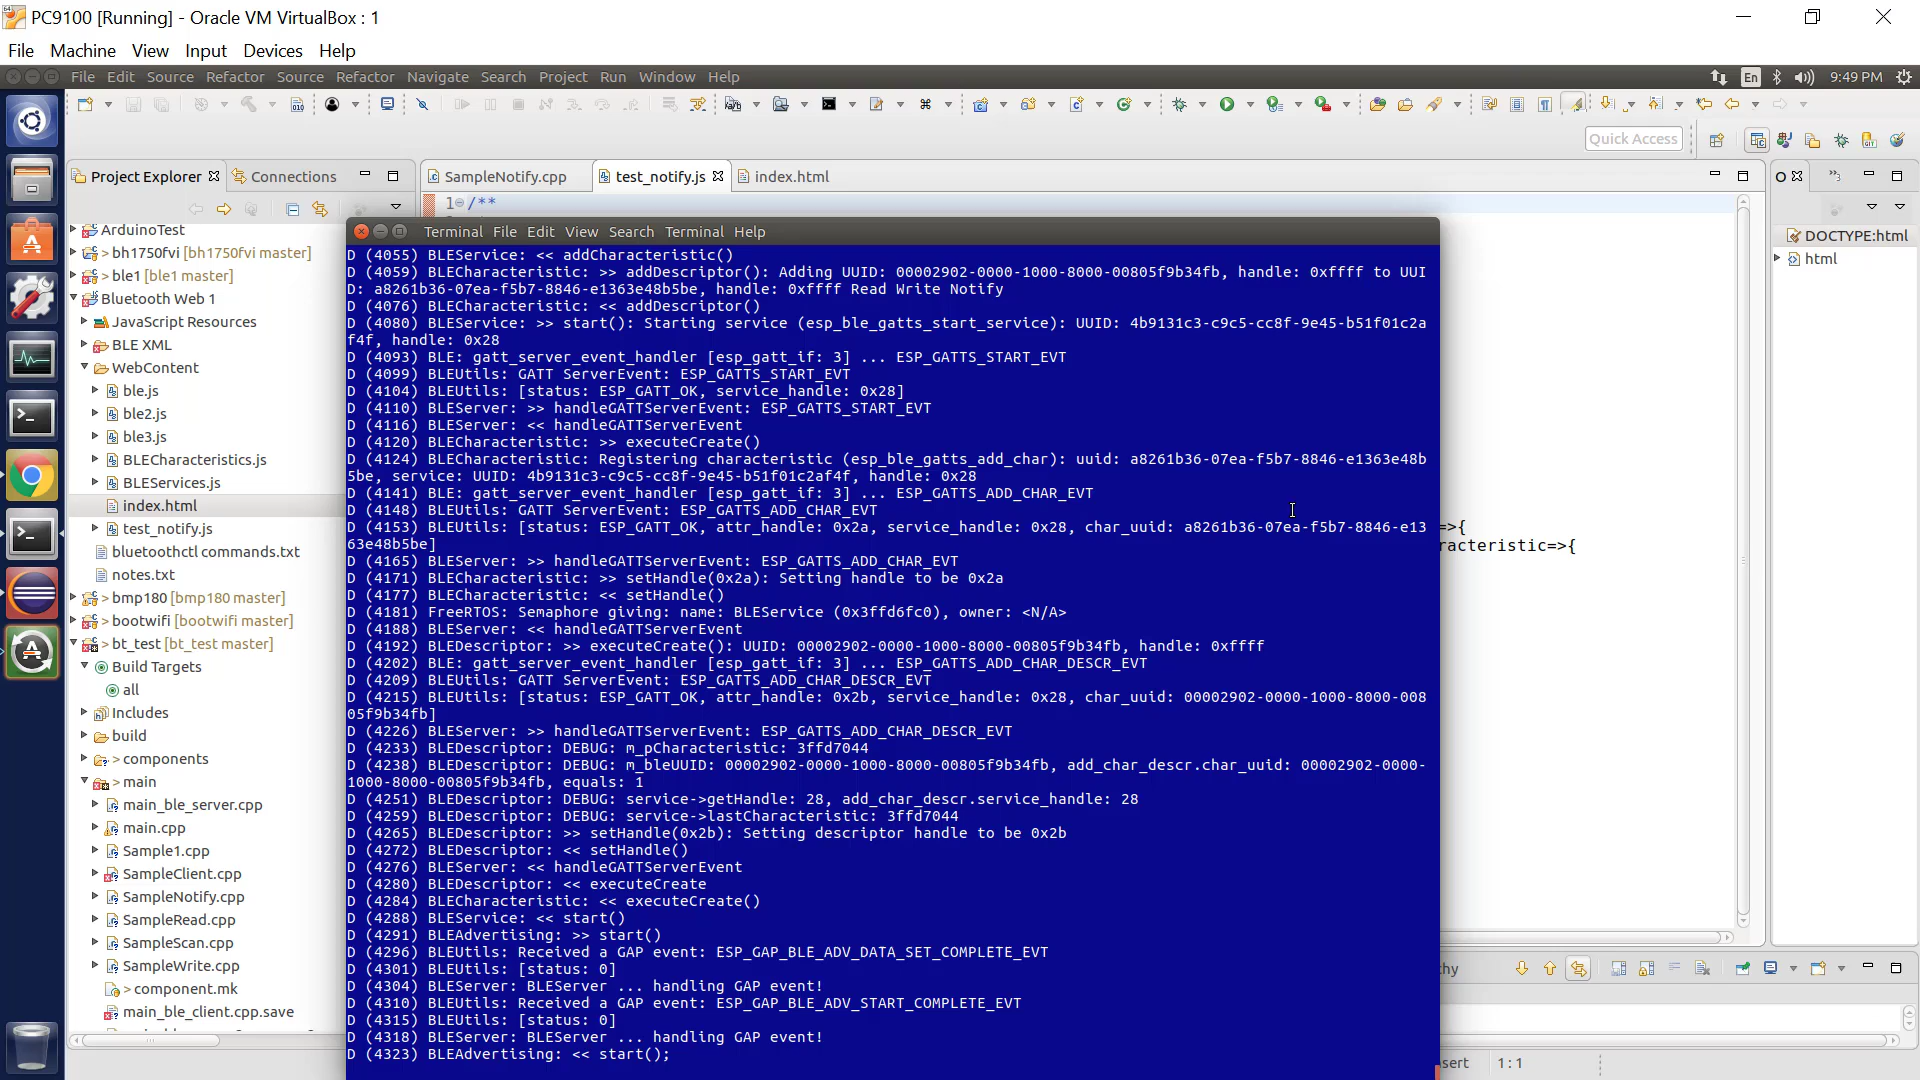 PC9100 [Running] - Oracle VM VirtualBox : 1
File Machine View Input Devices Help
File Edit Source Refactor Source Refactor Navigate Search Project Run Window Help
En 9:49 PM
Quick Access
Project Explorer Connections
SampleNotify.cpp test_notify.js index.html
1 /**
ArduinoTest
> bh1750fvi [bh1750fvi master]
> ble1 [ble1 master]
Bluetooth Web 1
JavaScript Resources
BLE XML
WebContent
ble.js
ble2.js
ble3.js
BLECharacteristics.js
BLEServices.js
index.html
test_notify.js
bluetoothctl commands.txt
notes.txt
> bmp180 [bmp180 master]
> bootwifi [bootwifi master]
> bt_test [bt_test master]
Build Targets
all
Includes
build
> components
> main
main_ble_server.cpp
main.cpp
Sample1.cpp
SampleClient.cpp
SampleNotify.cpp
SampleRead.cpp
SampleScan.cpp
SampleWrite.cpp
> component.mk
main_ble_client.cpp.save
Terminal File Edit View Search Terminal Help
D (4055) BLEService: << addCharacteristic()
D (4059) BLECharacteristic: >> addDescriptor(): Adding UUID: 00002902-0000-1000-8000-00805f9b34fb, handle: 0xffff to UUI
D: a8261b36-07ea-f5b7-8846-e1363e48b5be, handle: 0xffff Read Write Notify
D (4076) BLECharacteristic: << addDescriptor()
D (4080) BLEService: >> start(): Starting service (esp_ble_gatts_start_service): UUID: 4b9131c3-c9c5-cc8f-9e45-b51f01c2a
f4f, handle: 0x28
D (4093) BLE: gatt_server_event_handler [esp_gatt_if: 3] ... ESP_GATTS_START_EVT
D (4099) BLEUtils: GATT ServerEvent: ESP_GATTS_START_EVT
D (4104) BLEUtils: [status: ESP_GATT_OK, service_handle: 0x28]
D (4110) BLEServer: >> handleGATTServerEvent: ESP_GATTS_START_EVT
D (4116) BLEServer: << handleGATTServerEvent
D (4120) BLECharacteristic: >> executeCreate()
D (4124) BLECharacteristic: Registering characteristic (esp_ble_gatts_add_char): uuid: a8261b36-07ea-f5b7-8846-e1363e48b
5be, service: UUID: 4b9131c3-c9c5-cc8f-9e45-b51f01c2af4f, handle: 0x28
D (4141) BLE: gatt_server_event_handler [esp_gatt_if: 3] ... ESP_GATTS_ADD_CHAR_EVT
D (4148) BLEUtils: GATT ServerEvent: ESP_GATTS_ADD_CHAR_EVT
D (4153) BLEUtils: [status: ESP_GATT_OK, attr_handle: 0x2a, service_handle: 0x28, char_uuid: a8261b36-07ea-f5b7-8846-e13
63e48b5be]
D (4165) BLEServer: >> handleGATTServerEvent: ESP_GATTS_ADD_CHAR_EVT
D (4171) BLECharacteristic: >> setHandle(0x2a): Setting handle to be 0x2a
D (4177) BLECharacteristic: << setHandle()
D (4181) FreeRTOS: Semaphore giving: name: BLEService (0x3ffd6fc0), owner: <N/A>
D (4188) BLEServer: << handleGATTServerEvent
D (4192) BLEDescriptor: >> executeCreate(): UUID: 00002902-0000-1000-8000-00805f9b34fb, handle: 0xffff
D (4202) BLE: gatt_server_event_handler [esp_gatt_if: 3] ... ESP_GATTS_ADD_CHAR_DESCR_EVT
D (4209) BLEUtils: GATT ServerEvent: ESP_GATTS_ADD_CHAR_DESCR_EVT
D (4215) BLEUtils: [status: ESP_GATT_OK, attr_handle: 0x2b, service_handle: 0x28, char_uuid: 00002902-0000-1000-8000-008
05f9b34fb]
D (4226) BLEServer: >> handleGATTServerEvent: ESP_GATTS_ADD_CHAR_DESCR_EVT
D (4233) BLEDescriptor: DEBUG: m_pCharacteristic: 3ffd7044
D (4238) BLEDescriptor: DEBUG: m_bleUUID: 00002902-0000-1000-8000-00805f9b34fb, add_char_descr.char_uuid: 00002902-0000-
1000-8000-00805f9b34fb, equals: 1
D (4251) BLEDescriptor: DEBUG: service->getHandle: 28, add_char_descr.service_handle: 28
D (4259) BLEDescriptor: DEBUG: service->lastCharacteristic: 3ffd7044
D (4265) BLEDescriptor: >> setHandle(0x2b): Setting descriptor handle to be 0x2b
D (4272) BLEDescriptor: << setHandle()
D (4276) BLEServer: << handleGATTServerEvent
D (4280) BLEDescriptor: << executeCreate
D (4284) BLECharacteristic: << executeCreate()
D (4288) BLEService: << start()
D (4291) BLEAdvertising: >> start()
D (4296) BLEUtils: Received a GAP event: ESP_GAP_BLE_ADV_DATA_SET_COMPLETE_EVT
D (4301) BLEUtils: [status: 0]
D (4304) BLEServer: BLEServer ... handling GAP event!
D (4310) BLEUtils: Received a GAP event: ESP_GAP_BLE_ADV_START_COMPLETE_EVT
D (4315) BLEUtils: [status: 0]
D (4318) BLEServer: BLEServer ... handling GAP event!
D (4323) BLEAdvertising: << start();
=>{
racteristic=>{
O
DOCTYPE:html
html
hy
sert 1:1